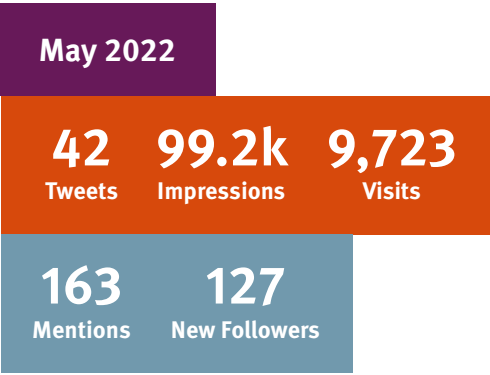 May 2022
42 99.2k 9,723
Tweets Impressions Visits
163 127
Mentions New Followers